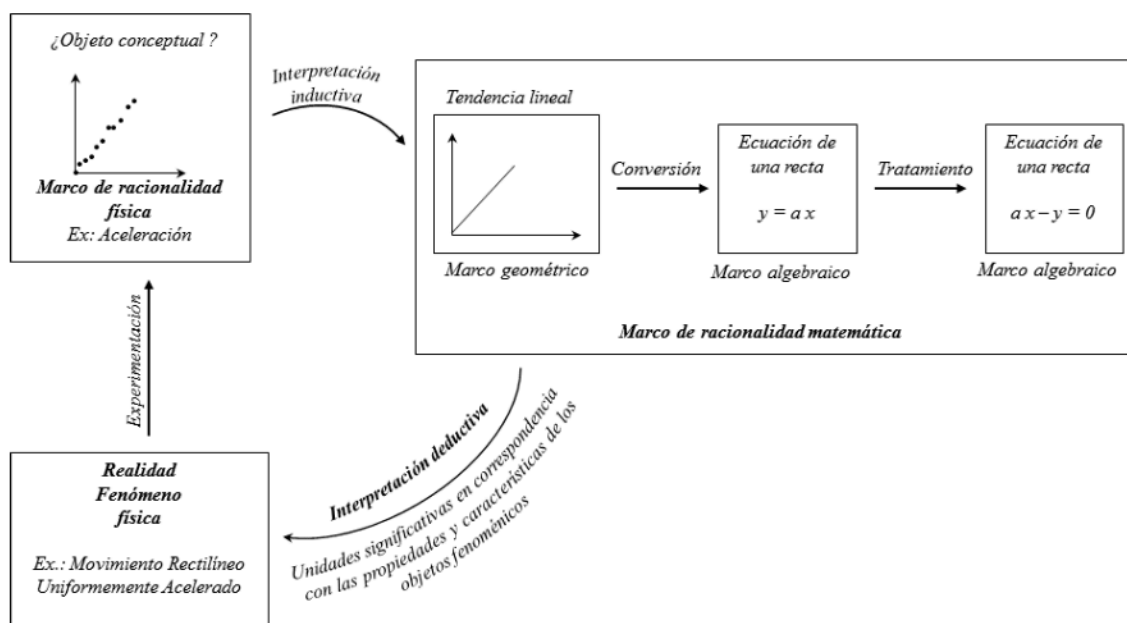 ¿Objeto conceptual ?
Marco de racionalidad
física
Ex: Aceleración
Interpretación
inductiva
Tendencia lineal
Marco geométrico
Conversión
Ecuación de
una recta
y = a x
Marco algebraico
Tratamiento
Ecuación de
una recta
a x – y = 0
Marco algebraico
Marco de racionalidad matemática
Experimentación
Interpretación deductiva
Unidades significativas en correspondencia
con las propiedades y características de los
objetos fenoménicos
Realidad
Fenómeno
física
Ex.: Movimiento Rectilíneo
Uniformemente Acelerado